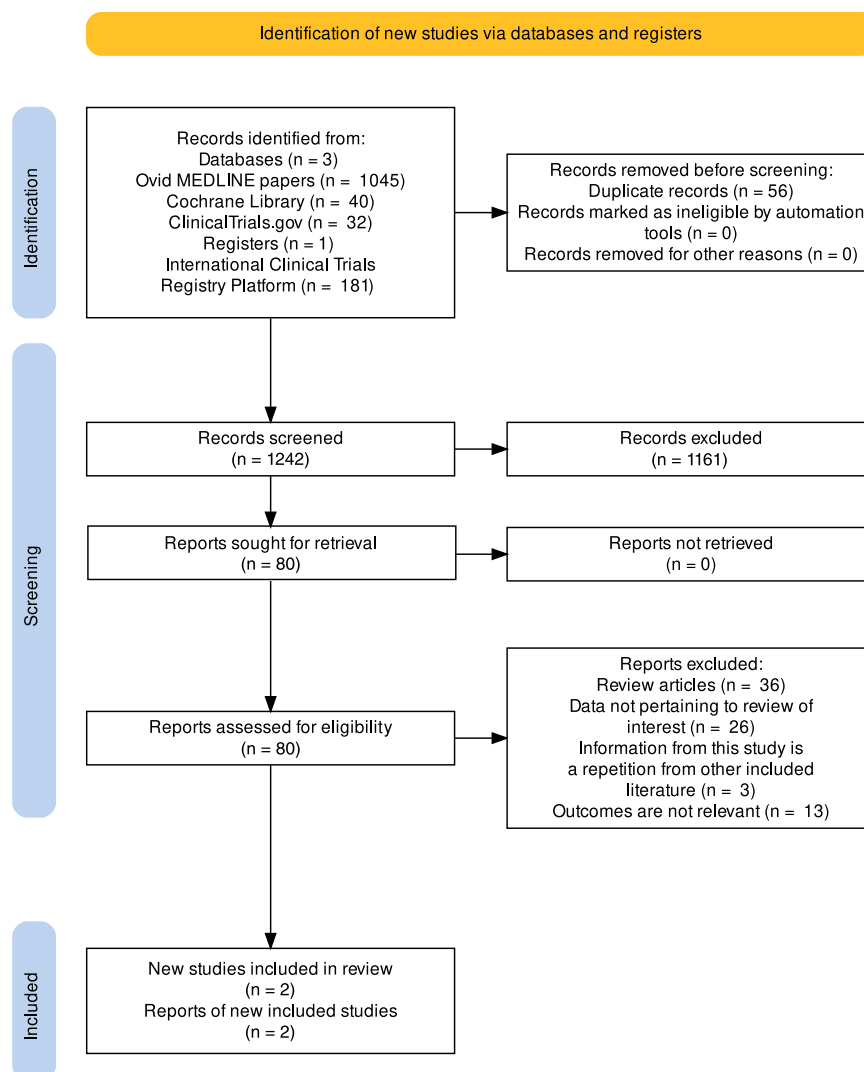 Identification of new studies via databases and registers
Identification
Records identified from:
Databases (n = 3)
Ovid MEDLINE papers (n = 1045)
Cochrane Library (n = 40)
ClinicalTrials.gov (n = 32)
Registers (n = 1)
International Clinical Trials
Registry Platform (n = 181)
Records removed before screening:
Duplicate records (n = 56)
Records marked as ineligible by automation
tools (n = 0)
Records removed for other reasons (n = 0)
Screening
Records screened
(n = 1242)
Records excluded
(n = 1161)
Reports sought for retrieval
(n = 80)
Reports not retrieved
(n = 0)
Reports assessed for eligibility
(n = 80)
Reports excluded:
Review articles (n = 36)
Data not pertaining to review of
interest (n = 26)
Information from this study is
a repetition from other included
literature (n = 3)
Outcomes are not relevant (n = 13)
Included
New studies included in review
(n = 2)
Reports of new included studies
(n = 2)